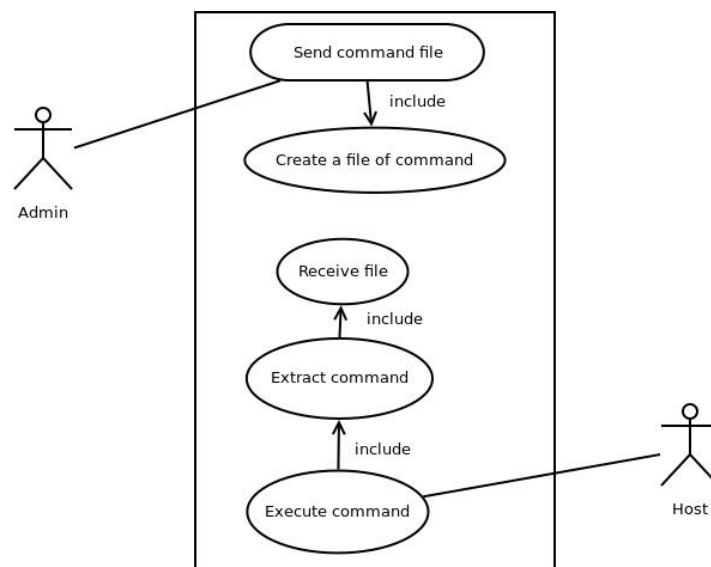 Send command file
include
Create a file of command
Admin
Receive file
include
Extract command
include
Execute command
Host